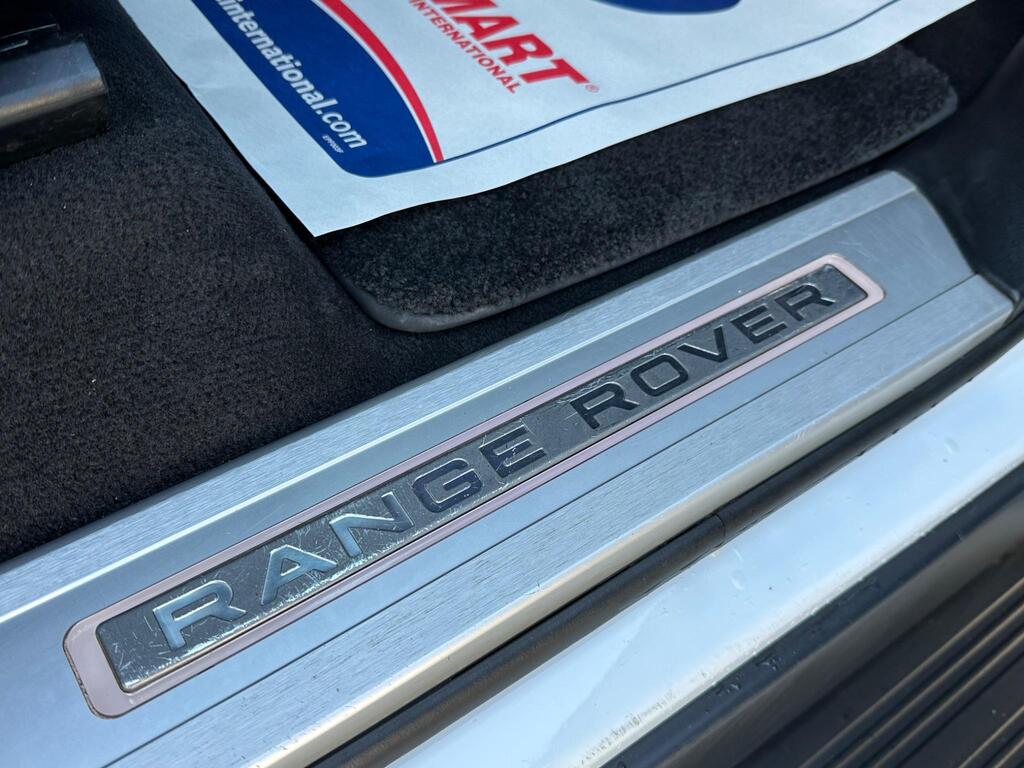 MART®
INTERNATIONAL
international.com
RANGE ROVER